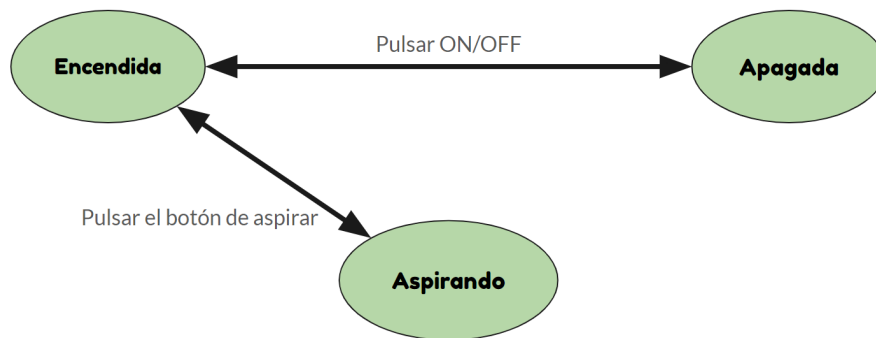 Pulsar ON/OFF
Encendida
Apagada
Pulsar el botón de aspirar
Aspirando